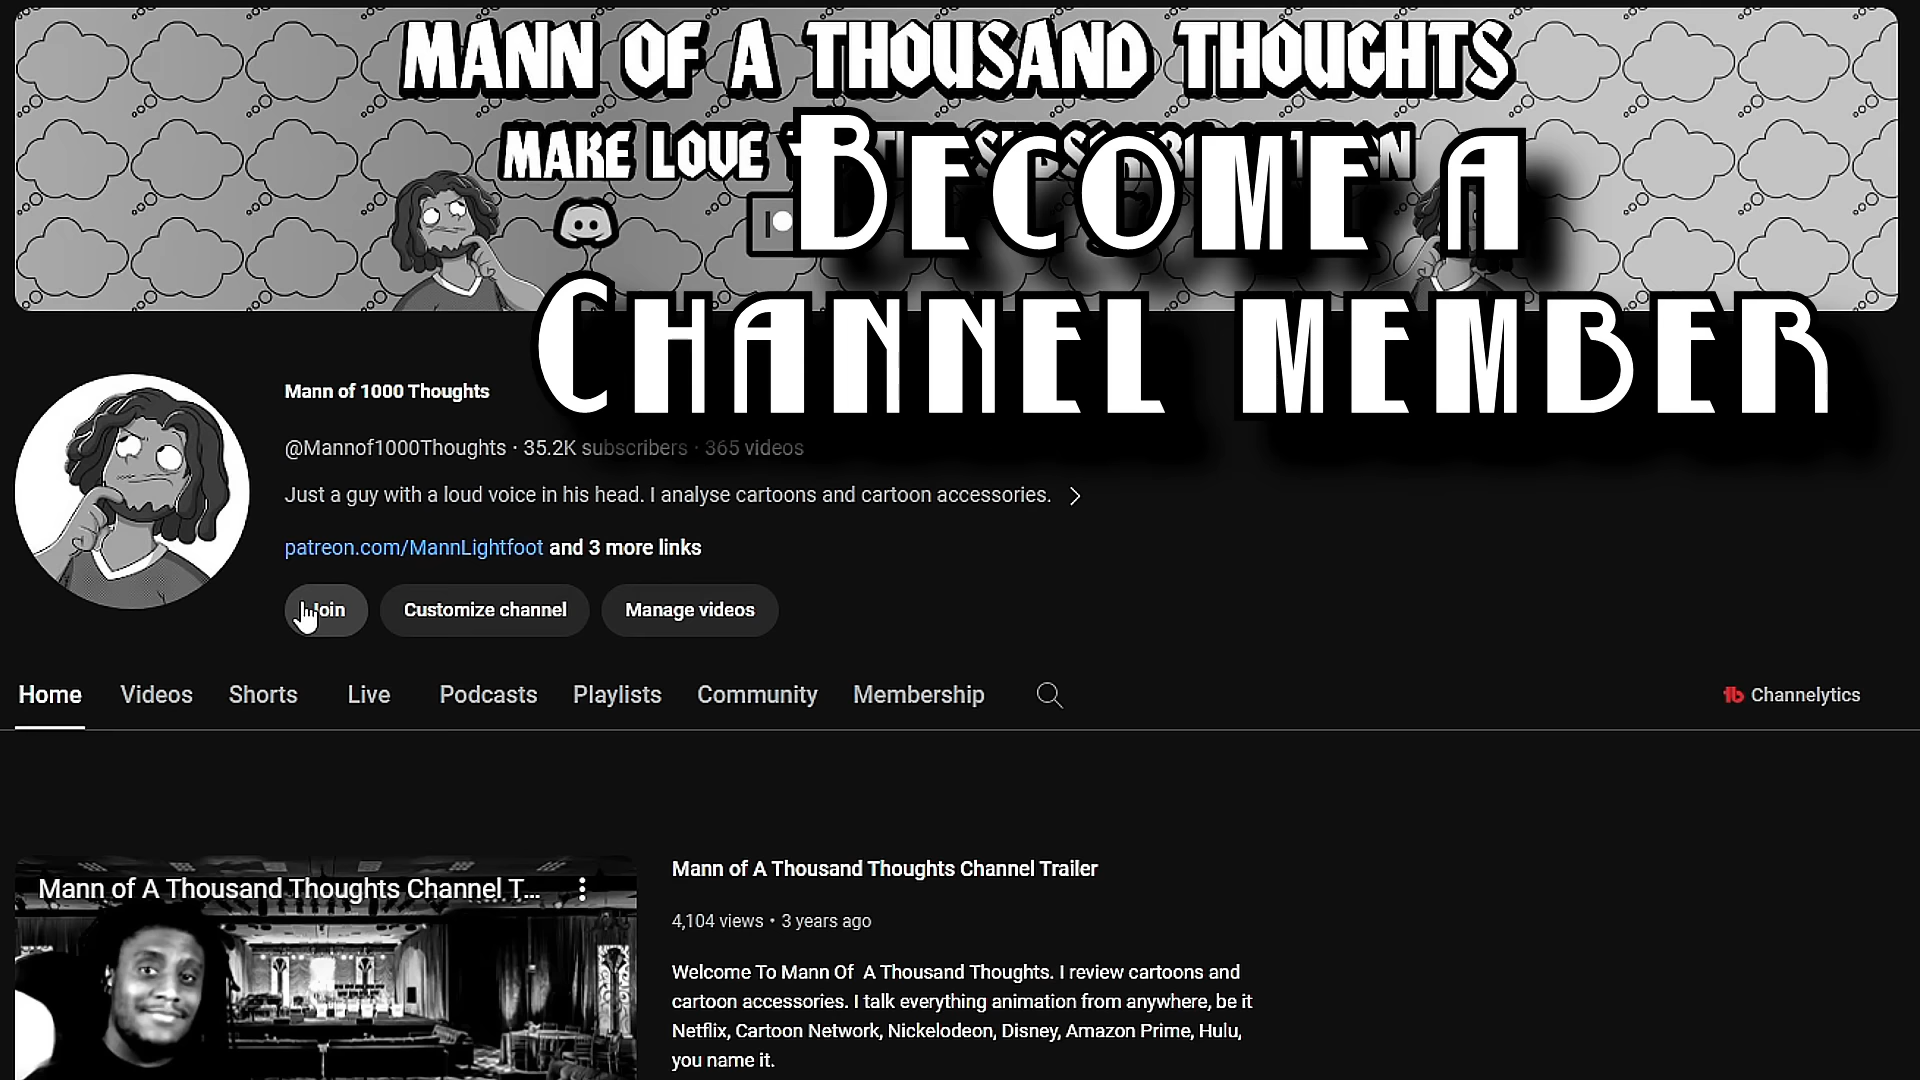 MANN OF A THOUSAND THOUGHTS
MAKE LOVE
BECOME A
CHANNEL MEMBER
Mann of 1000 Thoughts
@Mannof1000Thoughts · 35.2K subscribers · 365 videos
Just a guy with a loud voice in his head. I analyse cartoons and cartoon accessories.
patreon.com/MannLightfoot and 3 more links
Join Customize channel Manage videos
Home Videos Shorts Live Podcasts Playlists Community Membership
Channelytics
Mann of A Thousand Thoughts Channel T...
Mann of A Thousand Thoughts Channel Trailer
4,104 views • 3 years ago
Welcome To Mann Of A Thousand Thoughts. I review cartoons and
cartoon accessories. I talk everything animation from anywhere, be it
Netflix, Cartoon Network, Nickelodeon, Disney, Amazon Prime, Hulu,
you name it.